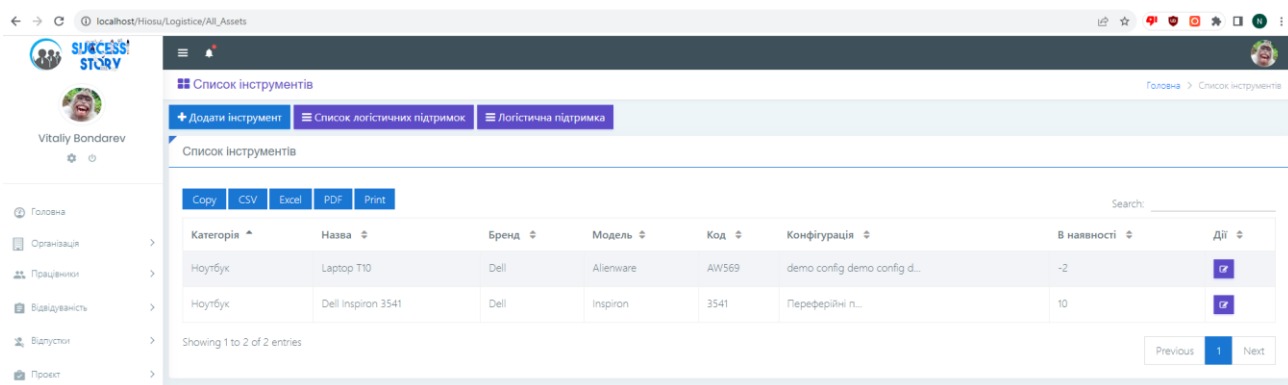 localhost/Hiosu/Logistice/All_Assets
N
SUCCESS
STORY
Vitaliy Bondarev
Головна
Організація
Працівники
Відвідуваність
Відпустки
Проєкт
Список інструментів
Головна > Список інструментів
+ Додати інструмент Список логістичних підтримок Логістична підтримка
Список інструментів
Copy CSV Excel PDF Print
Search:
Категорія Назва Бренд Модель Код Конфігурація В наявності Дії
Ноутбук Laptop T10 Dell Alienware AW569 demo config demo config d... -2
Ноутбук Dell Inspiron 3541 Dell Inspiron 3541 Переферійні п... 10
Showing 1 to 2 of 2 entries
Previous 1 Next